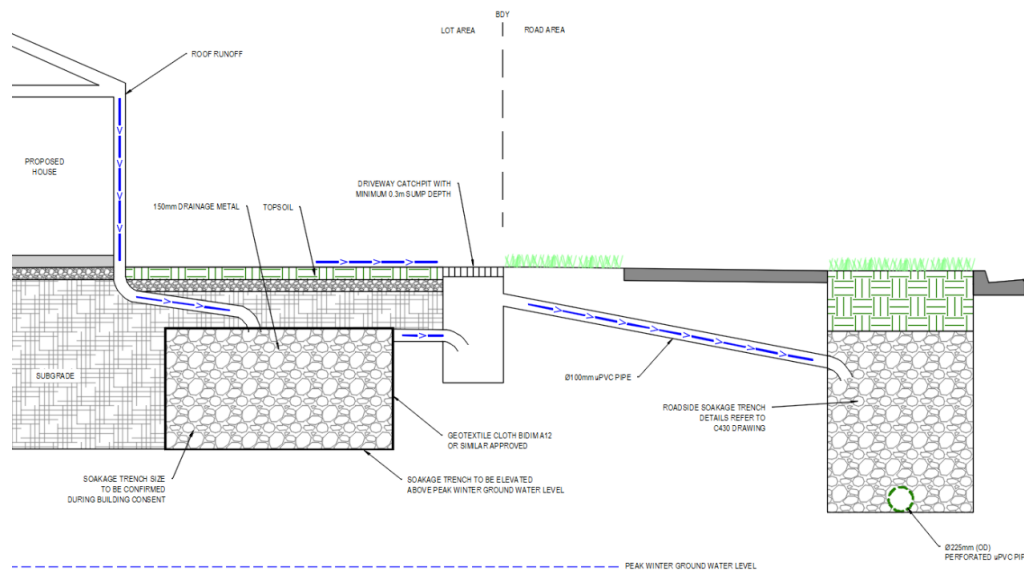 BDY
LOT AREA
ROAD AREA
ROOF RUNOFF
PROPOSED
HOUSE
DRIVEWAY CATCHPIT WITH
MINIMUM 0.3m SUMP DEPTH
150mm DRAINAGE METAL
TOPSOIL
SUBGRADE
Ø100mm uPVC PIPE
ROADSIDE SOAKAGE TRENCH
DETAILS REFER TO
C430 DRAWING
GEOTEXTILE CLOTH BIDIM A12
OR SIMILAR APPROVED
SOAKAGE TRENCH SIZE
TO BE CONFIRMED
DURING BUILDING CONSENT
SOAKAGE TRENCH TO BE ELEVATED
ABOVE PEAK WINTER GROUND WATER LEVEL
Ø225mm (OD)
PERFORATED uPVC PIP
PEAK WINTER GROUND WATER LEVEL